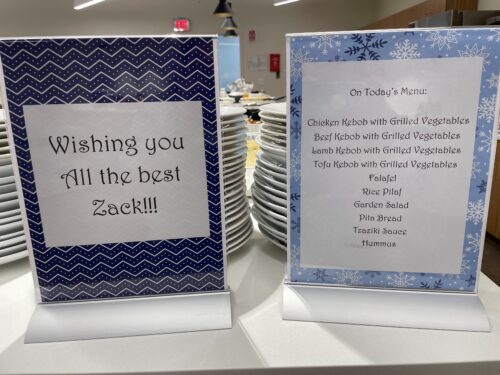 Wishing you
All the best
Zack!!!
On Today's Menu:
Chicken Kebob with Grilled Vegetables
Beef Kebob with Grilled Vegetables
Lamb Kebob with Grilled Vegetables
Tofu Kebob with Grilled Vegetables
Falafel
Rice Pilaf
Garden Salad
Pita Bread
Tzaziki Sauce
Hummus